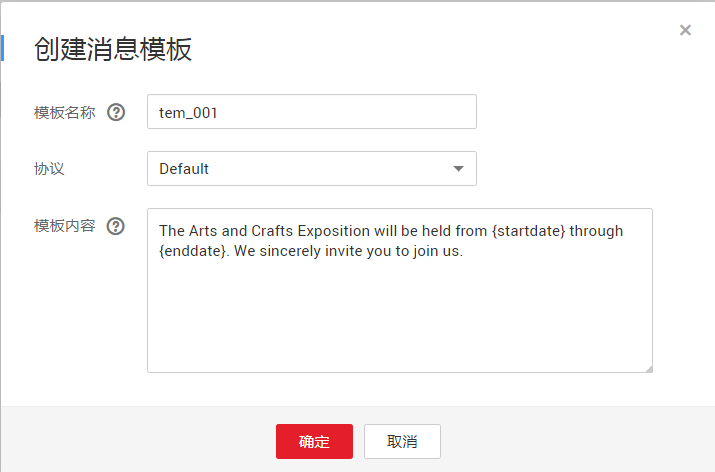 创建消息模板
×
模板名称 ?
tem_001
协议
Default
模板内容 ?
The Arts and Crafts Exposition will be held from {startdate} through
{enddate}. We sincerely invite you to join us.
确定
取消